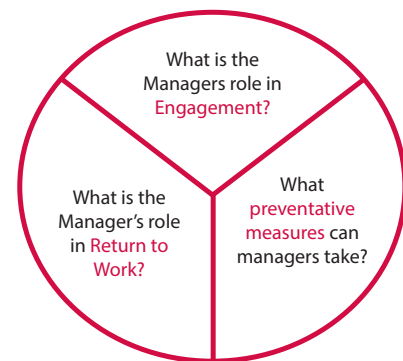 What is the
Managers role in
Engagement?
What is the
Manager’s role
in Return to
Work?
What
preventative
measures can
managers take?